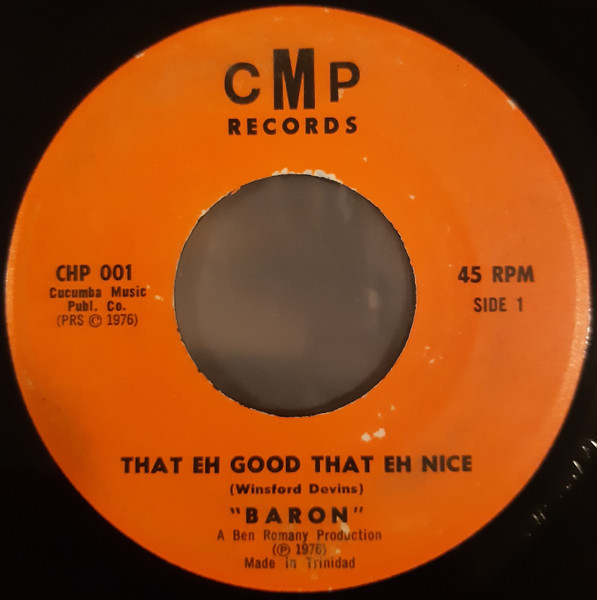 CMP
RECORDS
CHP 001
Cucumba Music
Publ. Co.
(PRS © 1976)
45 RPM
SIDE 1
THAT EH GOOD THAT EH NICE
(Winsford Devins)
"BARON"
A Ben Romany Production
(℗ 1976)
Made in Trinidad